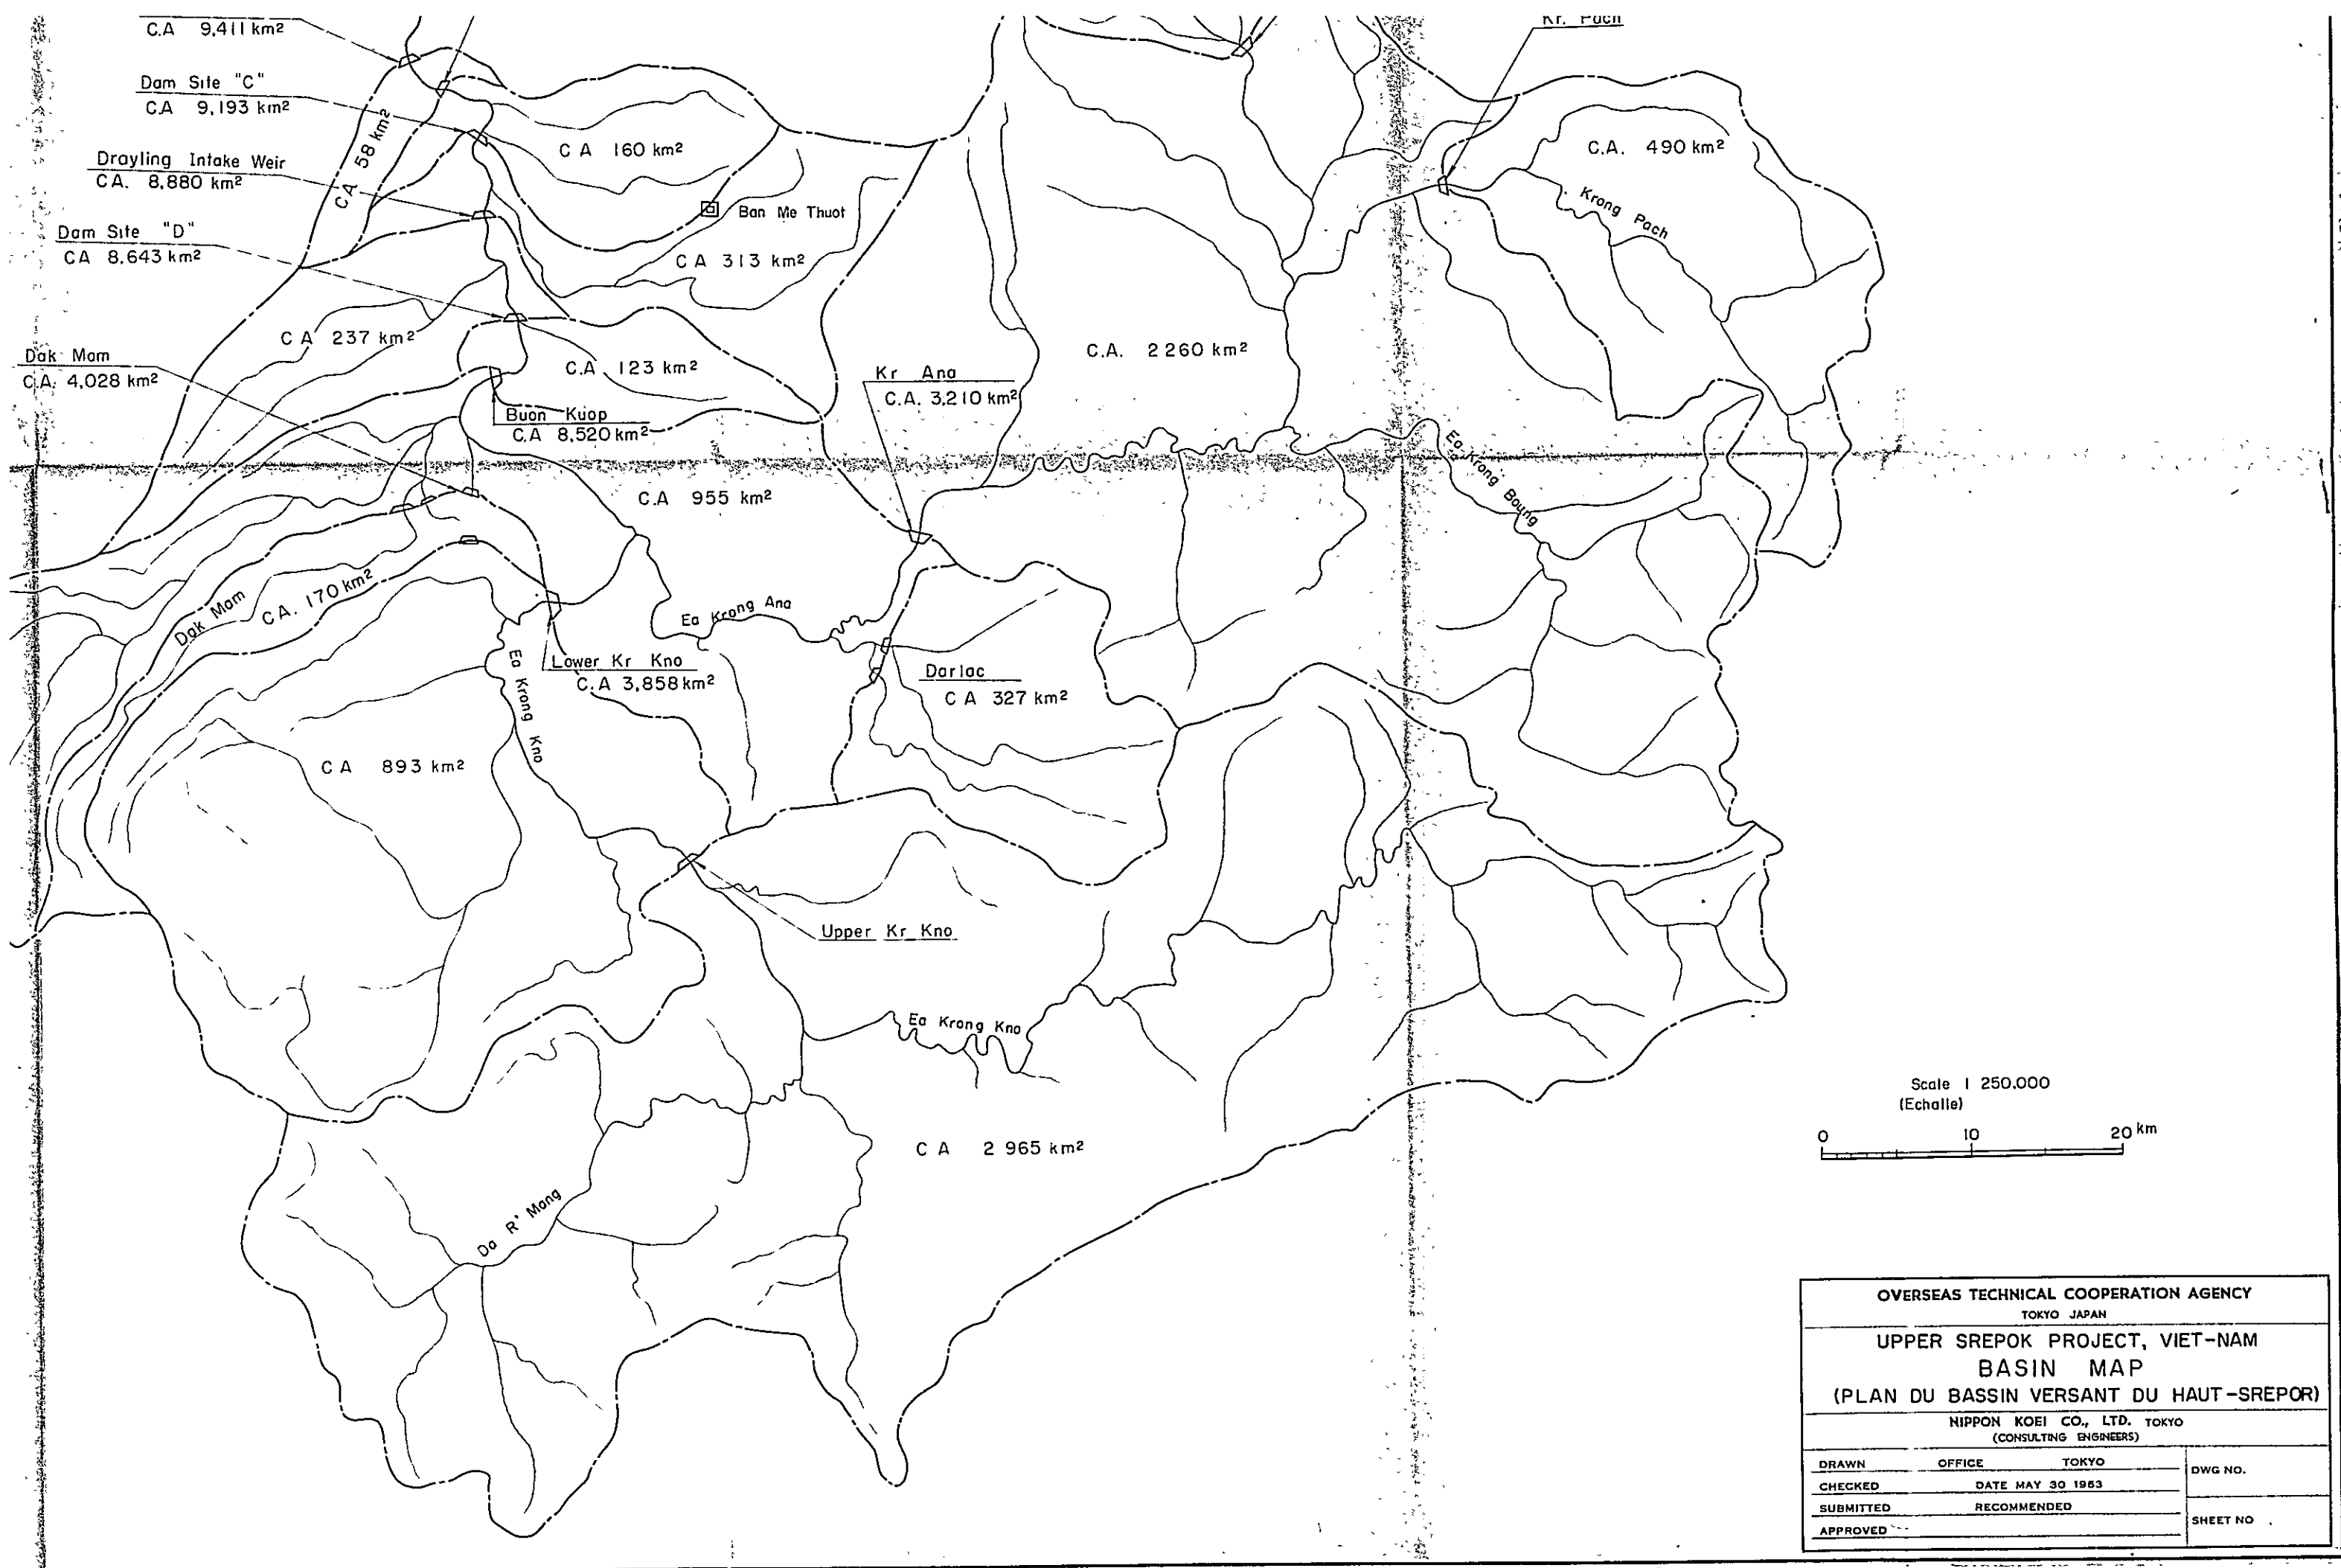 C.A 9,411 km²
Kr. Pach
Dam Site "C"
C.A 9,193 km²
Drayling Intake Weir
C A. 8,880 km²
Dam Site "D"
C A 8,643 km²
C A 58 km²
C A 160 km²
C.A. 490 km²
Krong Pach
Ban Me Thuot
C A 313 km²
C A 237 km²
C.A 123 km²
C.A. 2 260 km²
Dak Mam
C.A. 4,028 km²
Kr Ana
C.A. 3,210 km²
Buon Kuop
C.A 8,520 km²
Ea Krong Boung
C.A 955 km²
Dak Mam
C A. 170 km²
Ea Krong Ana
Ea Krong Kno
Lower Kr Kno
C.A 3,858 km²
Darlac
C A 327 km²
C A 893 km²
Upper Kr Kno
Ea Krong Kno
C A 2 965 km²
Da R' Mang
Scale 1 250.000
(Echalle)
0 10 20 km
OVERSEAS TECHNICAL COOPERATION AGENCY
TOKYO JAPAN
UPPER SREPOK PROJECT, VIET-NAM
BASIN MAP
(PLAN DU BASSIN VERSANT DU HAUT-SREPOR)
NIPPON KOEI CO., LTD. TOKYO
(CONSULTING ENGINEERS)
DRAWN OFFICE TOKYO
DWG NO.
CHECKED DATE MAY 30 1963
SUBMITTED RECOMMENDED
SHEET NO .
APPROVED